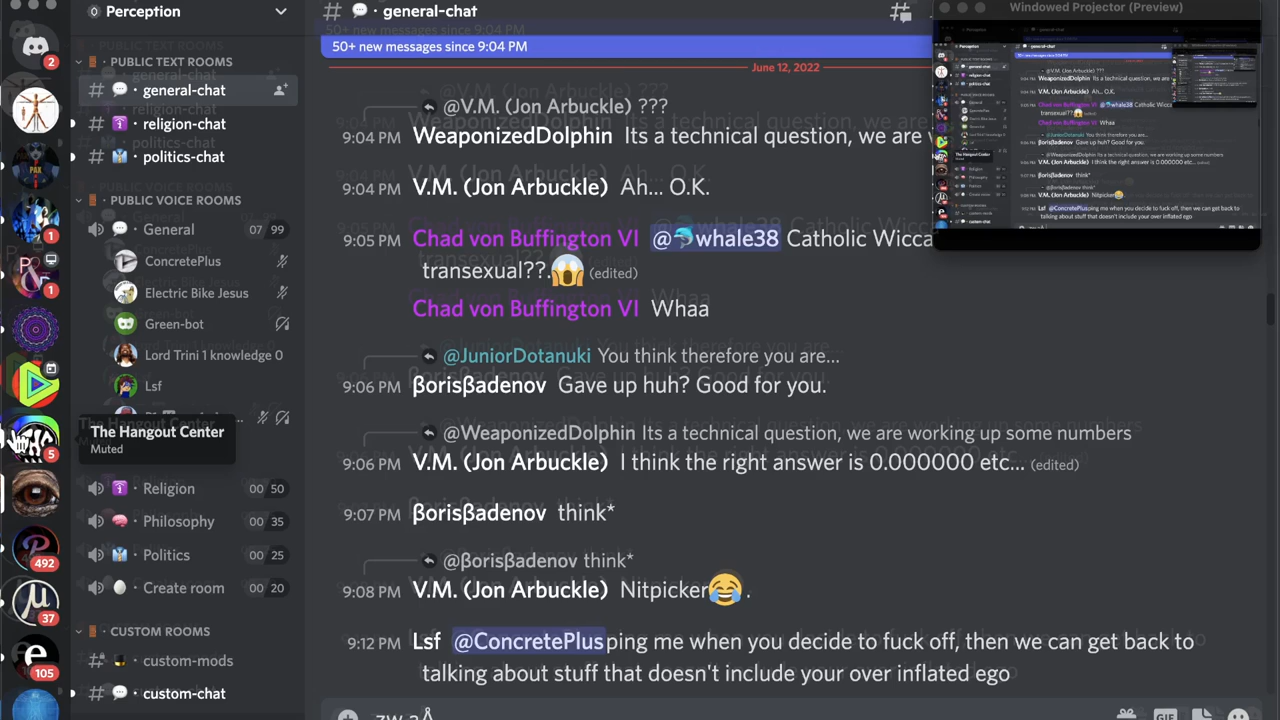 Perception
PUBLIC TEXT ROOMS
general-chat
religion-chat
politics-chat
PUBLIC VOICE ROOMS
General 07 99
ConcretePlus
Electric Bike Jesus
Green-bot
Lord Trini 1 knowledge 0
Lsf
The Hangout Center
Muted
Religion 00 50
Philosophy 00 35
Politics 00 25
Create room 00 20
CUSTOM ROOMS
custom-mods
custom-chat
2
1
1
5
492
37
105
# general-chat
50+ new messages since 9:04 PM
June 12, 2022
@V.M. (Jon Arbuckle) ???
WeaponizedDolphin Its a technical question, we are
9:04 PM V.M. (Jon Arbuckle) Ah... O.K.
9:05 PM Chad von Buffington VI @🐬whale38 Catholic Wicca
transexual??.😱 (edited)
Chad von Buffington VI Whaa
@JuniorDotanuki You think therefore you are...
9:06 PM βorisβadenov Gave up huh? Good for you.
@WeaponizedDolphin Its a technical question, we are working up some numbers
9:06 PM V.M. (Jon Arbuckle) I think the right answer is 0.000000 etc... (edited)
9:07 PM βorisβadenov think*
@βorisβadenov think*
9:08 PM V.M. (Jon Arbuckle) Nitpicker😂.
9:12 PM Lsf @ConcretePlus ping me when you decide to fuck off, then we can get back to
talking about stuff that doesn't include your over inflated ego
GIF
Windowed Projector (Preview)